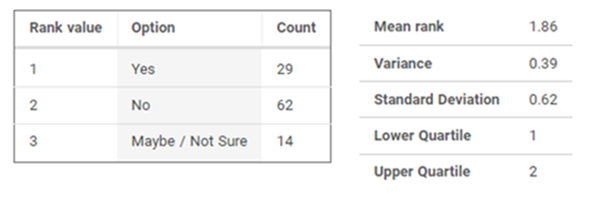 Rank value Option Count
1 Yes 29
2 No 62
3 Maybe / Not Sure 14
Mean rank 1.86
Variance 0.39
Standard Deviation 0.62
Lower Quartile 1
Upper Quartile 2